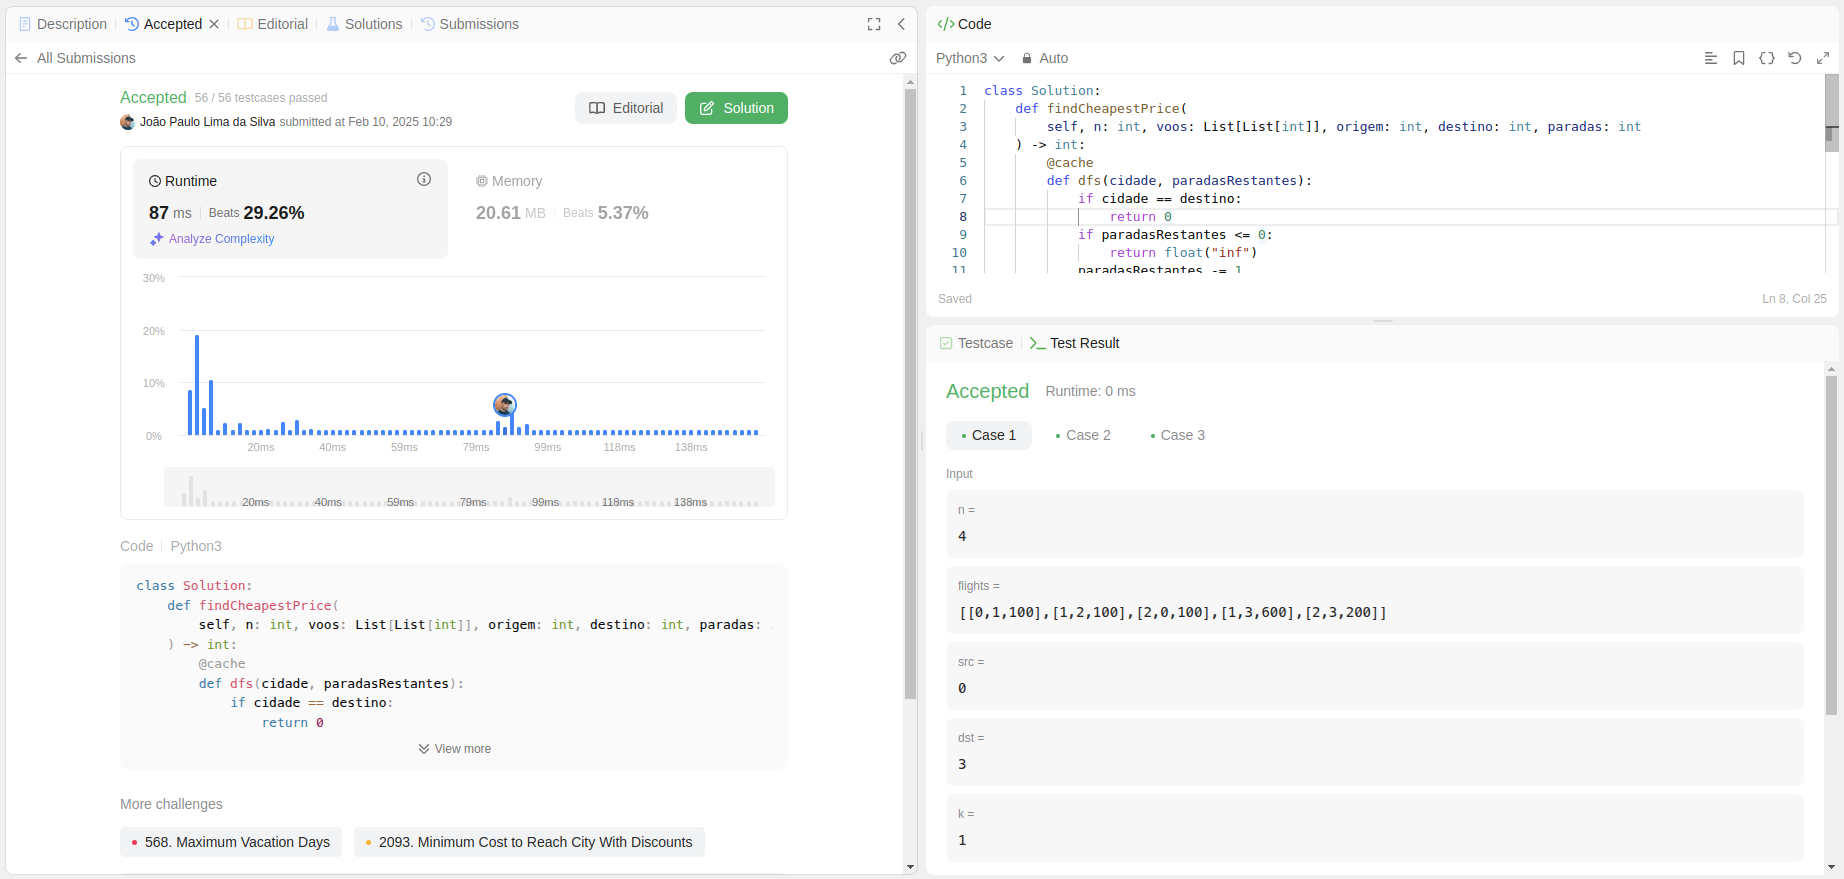 Description
Accepted
Editorial
Solutions
Submissions
All Submissions
Accepted 56 / 56 testcases passed
João Paulo Lima da Silva submitted at Feb 10, 2025 10:29
Editorial
Solution
Runtime
87 ms Beats 29.26%
Analyze Complexity
Memory
20.61 MB Beats 5.37%
30%
20%
10%
0%
20ms 40ms 59ms 79ms 99ms 118ms 138ms
20ms 40ms 59ms 79ms 99ms 118ms 138ms
Code Python3
class Solution:
    def findCheapestPrice(
        self, n: int, voos: List[List[int]], origem: int, destino: int, paradas:
    ) -> int:
        @cache
        def dfs(cidade, paradasRestantes):
            if cidade == destino:
                return 0
View more
More challenges
568. Maximum Vacation Days
2093. Minimum Cost to Reach City With Discounts
</> Code
Python3
Auto
1 class Solution:
2     def findCheapestPrice(
3         self, n: int, voos: List[List[int]], origem: int, destino: int, paradas: int
4     ) -> int:
5         @cache
6         def dfs(cidade, paradasRestantes):
7             if cidade == destino:
8                 return 0
9             if paradasRestantes <= 0:
10                 return float("inf")
11             paradasRestantes -= 1
Saved
Ln 8, Col 25
Testcase
Test Result
Accepted Runtime: 0 ms
Case 1
Case 2
Case 3
Input
n =
4
flights =
[[0,1,100],[1,2,100],[2,0,100],[1,3,600],[2,3,200]]
src =
0
dst =
3
k =
1